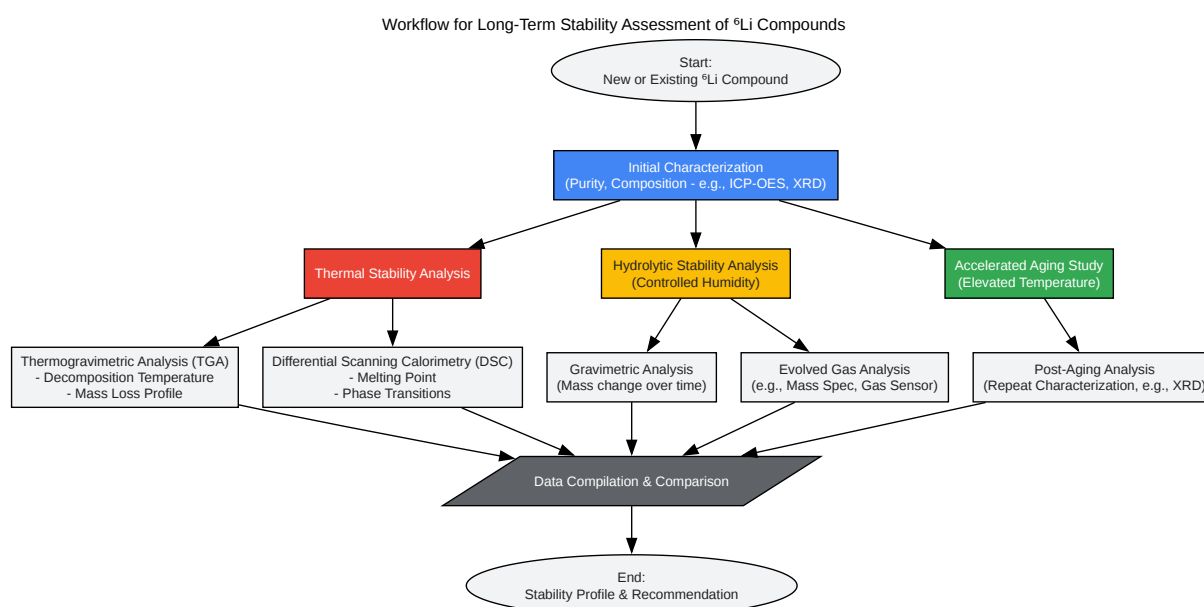 Workflow for Long-Term Stability Assessment of ⁶Li Compounds
Start:
New or Existing ⁶Li Compound
Initial Characterization
(Purity, Composition - e.g., ICP-OES, XRD)
Thermal Stability Analysis
Hydrolytic Stability Analysis
(Controlled Humidity)
Accelerated Aging Study
(Elevated Temperature)
Thermogravimetric Analysis (TGA)
- Decomposition Temperature
- Mass Loss Profile
Differential Scanning Calorimetry (DSC)
- Melting Point
- Phase Transitions
Gravimetric Analysis
(Mass change over time)
Evolved Gas Analysis
(e.g., Mass Spec, Gas Sensor)
Post-Aging Analysis
(Repeat Characterization, e.g., XRD)
Data Compilation & Comparison
End:
Stability Profile & Recommendation